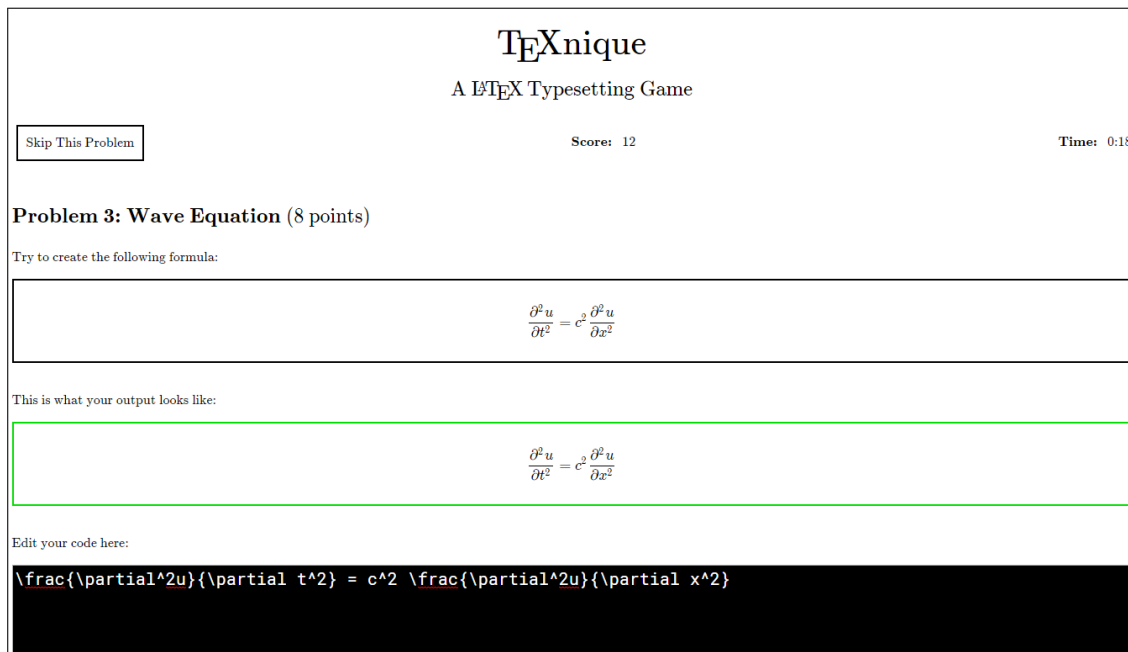 TEXnique
A LATEX Typesetting Game
Skip This Problem
Score: 12
Time: 0:18
Problem 3: Wave Equation (8 points)
Try to create the following formula:
∂²u/∂t² = c² ∂²u/∂x²
This is what your output looks like:
∂²u/∂t² = c² ∂²u/∂x²
Edit your code here:
\frac{\partial^2u}{\partial t^2} = c^2 \frac{\partial^2u}{\partial x^2}